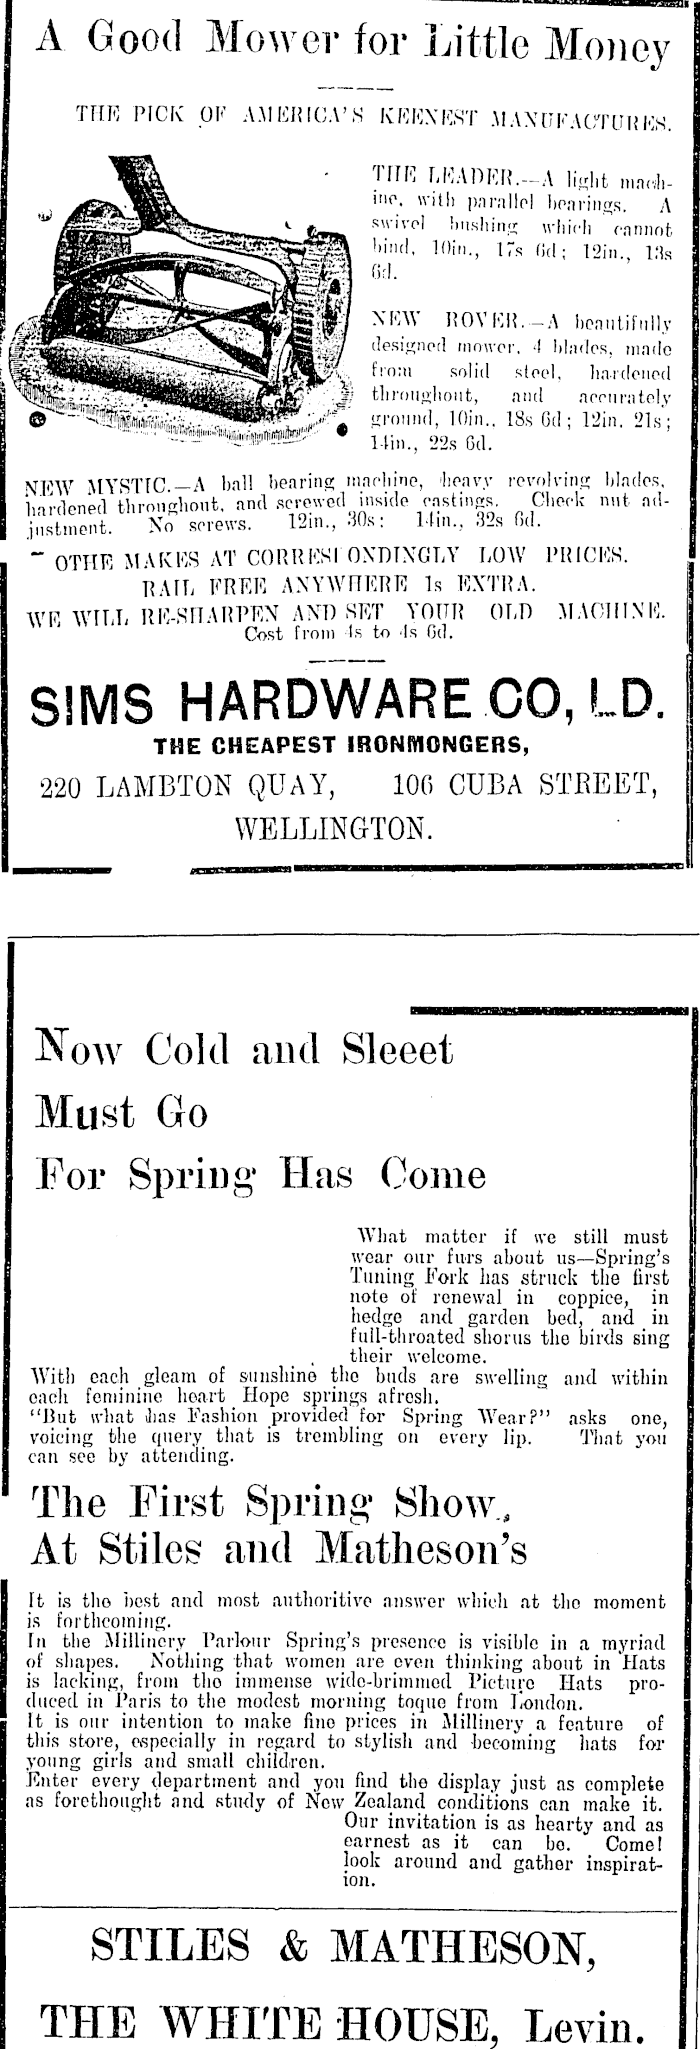 A Good Mower for Little Money
THE PICK OF AMERICA'S KEENEST MANUFACTURES.
THE LEADER.—A light mach-
ine, with parallel bearings. A
swivel bushing which cannot
bind, 10in., 17s 6d; 12in., 13s
6d.
NEW ROVER.—A beautifully
designed mower, 4 blades, made
from solid steel, hardened
throughout, and accurately
ground, 10in., 18s 6d; 12in. 21s;
14in., 22s 6d.
NEW MYSTIC.—A ball bearing machine, heavy revolving blades,
hardened throughout, and screwed inside castings. Check nut ad-
justment. No screws. 12in., 30s: 14in., 32s 6d.
OTHE MAKES AT CORRESPONDINGLY LOW PRICES.
RAIL FREE ANYWHERE 1s EXTRA.
WE WILL RE-SHARPEN AND SET YOUR OLD MACHINE.
Cost from 4s to 4s 6d.
SIMS HARDWARE CO, LD.
THE CHEAPEST IRONMONGERS,
220 LAMBTON QUAY, 106 CUBA STREET,
WELLINGTON.
Now Cold and Sleeet
Must Go
For Spring Has Come
What matter if we still must
wear our furs about us—Spring's
Tuning Fork has struck the first
note of renewal in coppice, in
hedge and garden bed, and in
full-throated shorus the birds sing
their welcome.
With each gleam of sunshine the buds are swelling and within
each feminine heart Hope springs afresh.
"But what has Fashion provided for Spring Wear?" asks one,
voicing the query that is trembling on every lip. That you
can see by attending.
The First Spring Show,
At Stiles and Matheson's
It is the best and most authoritive answer which at the moment
is forthcoming.
In the Millinery Parlour Spring's presence is visible in a myriad
of shapes. Nothing that women are even thinking about in Hats
is lacking, from the immense wide-brimmed Picture Hats pro-
duced in Paris to the modest morning toque from London.
It is our intention to make fine prices in Millinery a feature of
this store, especially in regard to stylish and becoming hats for
young girls and small children.
Enter every department and you find the display just as complete
as forethought and study of New Zealand conditions can make it.
Our invitation is as hearty and as
earnest as it can be. Come!
look around and gather inspirat-
ion.
STILES & MATHESON,
THE WHITE HOUSE, Levin.